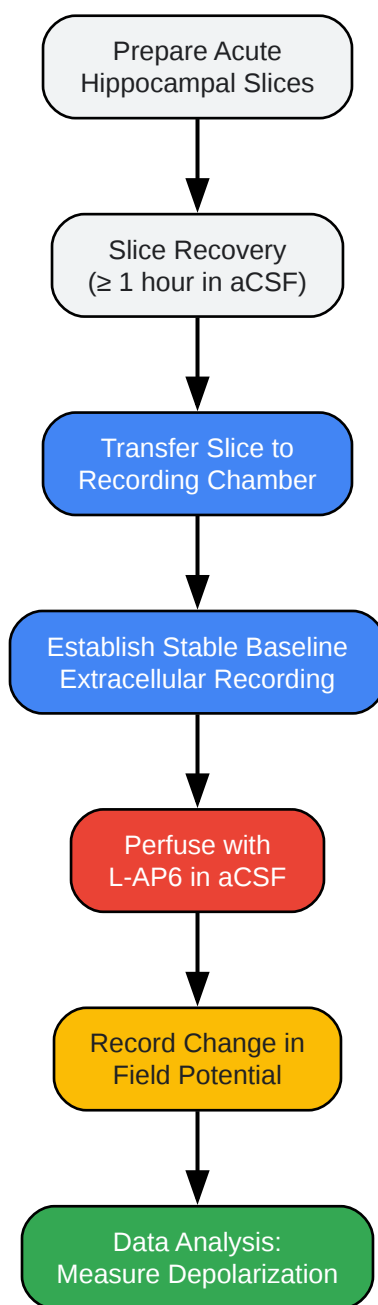 Prepare Acute
Hippocampal Slices
Slice Recovery
(≥ 1 hour in aCSF)
Transfer Slice to
Recording Chamber
Establish Stable Baseline
Extracellular Recording
Perfuse with
L-AP6 in aCSF
Record Change in
Field Potential
Data Analysis:
Measure Depolarization